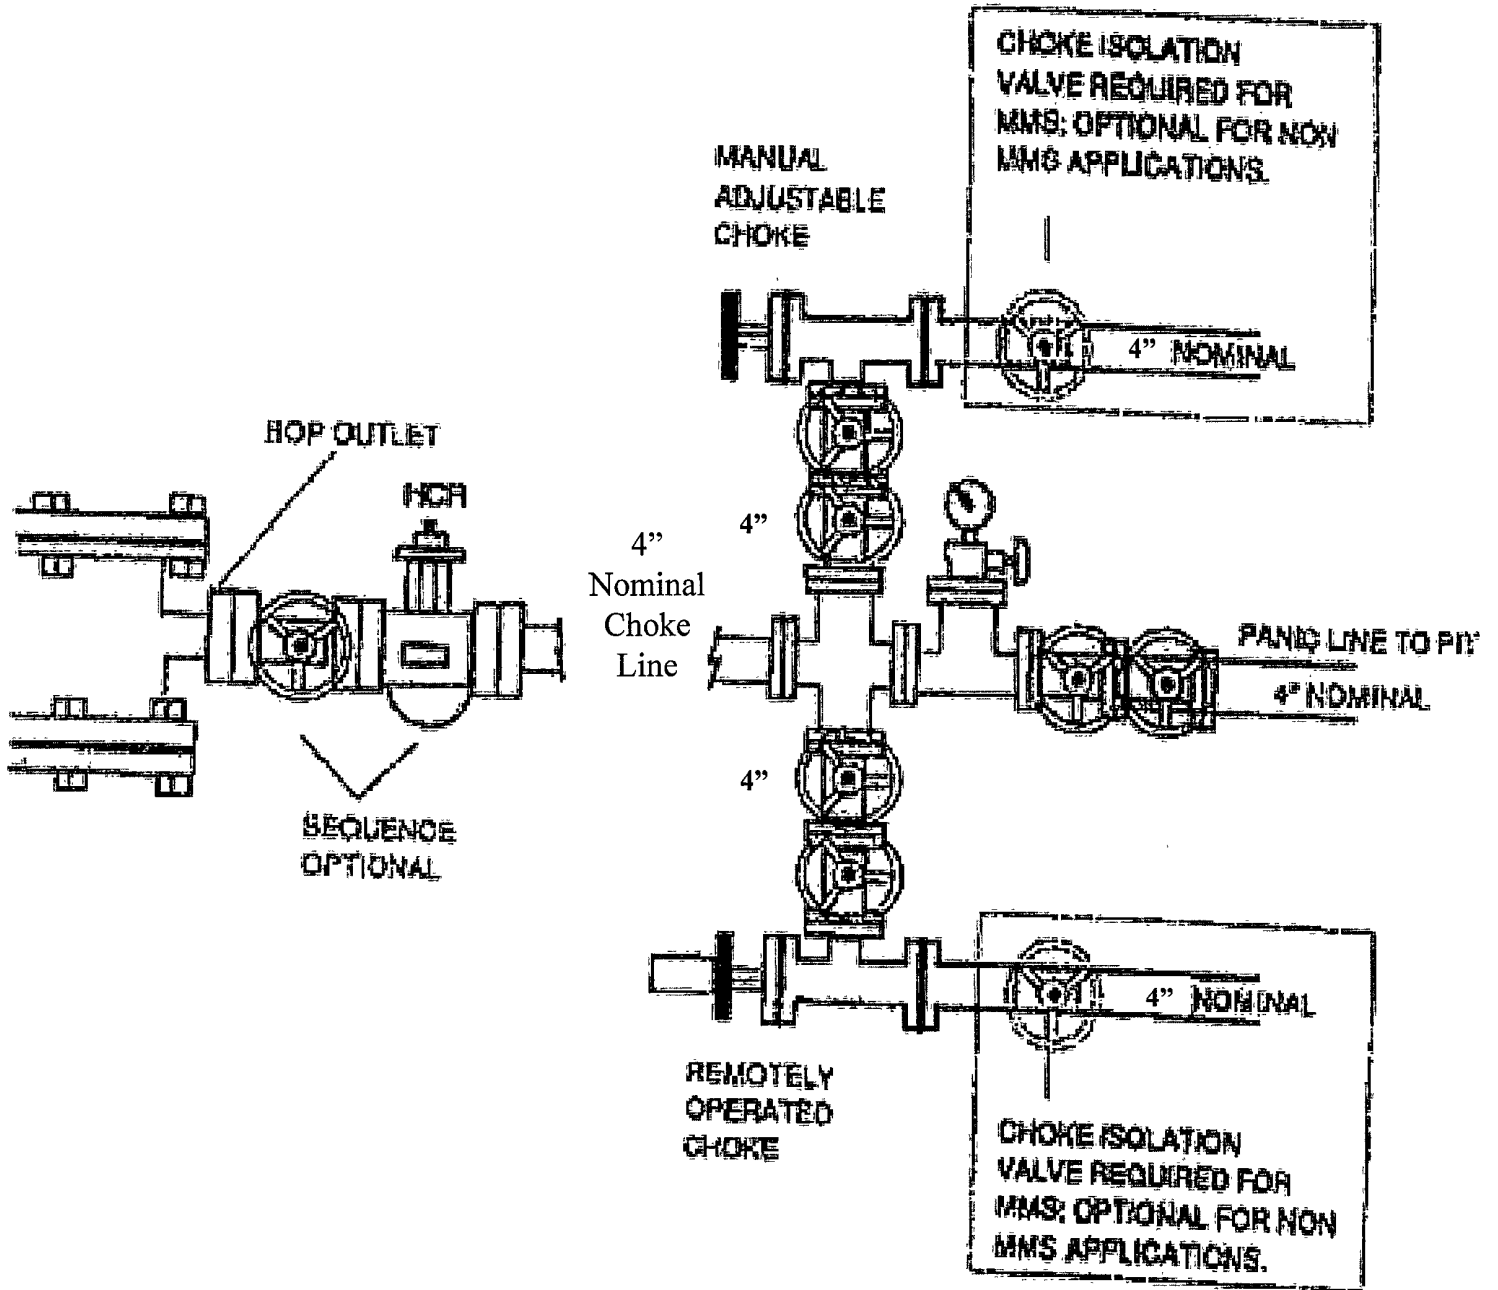 CHOKE ISOLATION
VALVE REQUIRED FOR
MMS; OPTIONAL FOR NON
MMS APPLICATIONS.
MANUAL
ADJUSTABLE
CHOKE
4” NOMINAL
BOP OUTLET
HCR
4”
4”
Nominal
Choke
Line
PANIC LINE TO PIT
4" NOMINAL
4”
SEQUENCE
OPTIONAL
4” NOMINAL
REMOTELY
OPERATED
CHOKE
CHOKE ISOLATION
VALVE REQUIRED FOR
MMS; OPTIONAL FOR NON
MMS APPLICATIONS.